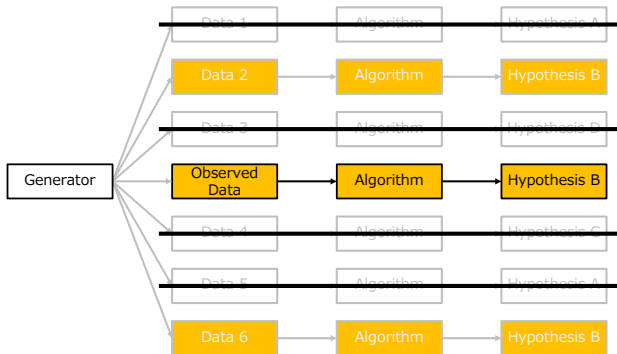 Data 1 Algorithm Hypothesis A
Data 2 Algorithm Hypothesis B
Data 3 Algorithm Hypothesis D
Generator
Observed
Data
Algorithm Hypothesis B
Data 4 Algorithm Hypothesis C
Data 5 Algorithm Hypothesis A
Data 6 Algorithm Hypothesis B